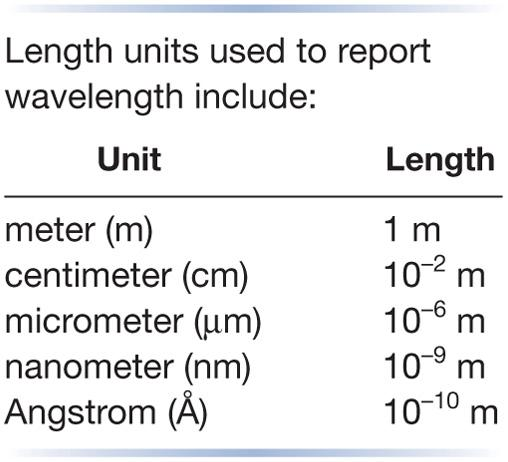 Length units used to report
wavelength include:
Unit Length
meter (m) 1 m
centimeter (cm) 10⁻² m
micrometer (μm) 10⁻⁶ m
nanometer (nm) 10⁻⁹ m
Angstrom (Å) 10⁻¹⁰ m